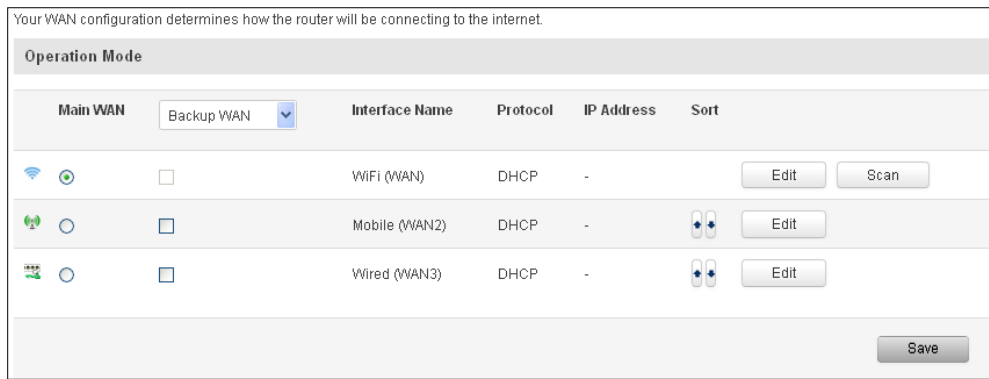 Your WAN configuration determines how the router will be connecting to the internet.
Operation Mode
Main WAN Backup WAN Interface Name Protocol IP Address Sort
WiFi (WAN) DHCP - Edit Scan
Mobile (WAN2) DHCP - Edit
Wired (WAN3) DHCP - Edit
Save